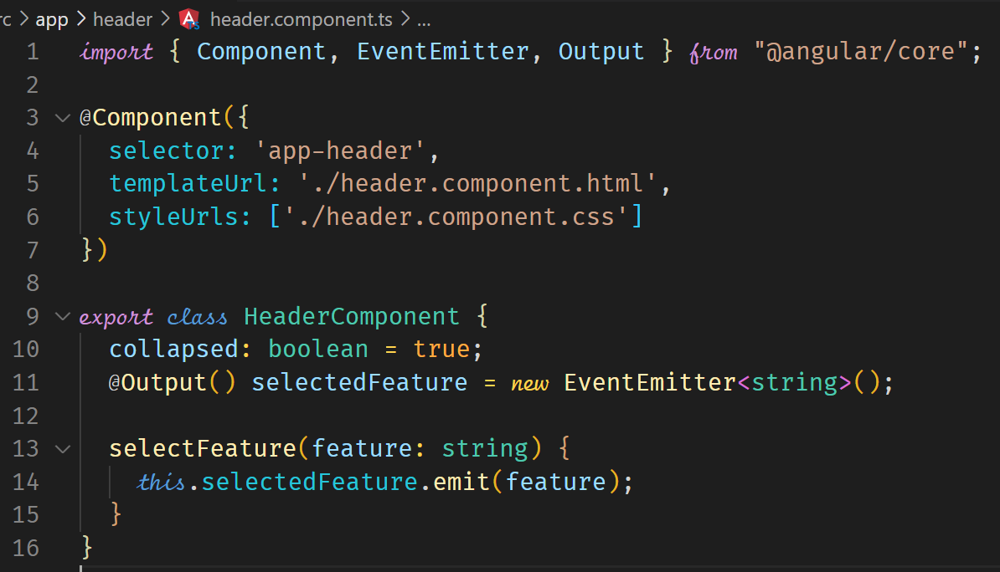 rc > app > header > header.component.ts > ...
1 import { Component, EventEmitter, Output } from "@angular/core";
2
3 @Component({
4 selector: 'app-header',
5 templateUrl: './header.component.html',
6 styleUrls: ['./header.component.css']
7 })
8
9 export class HeaderComponent {
10 collapsed: boolean = true;
11 @Output() selectedFeature = new EventEmitter<string>();
12
13 selectFeature(feature: string) {
14 this.selectedFeature.emit(feature);
15 }
16 }